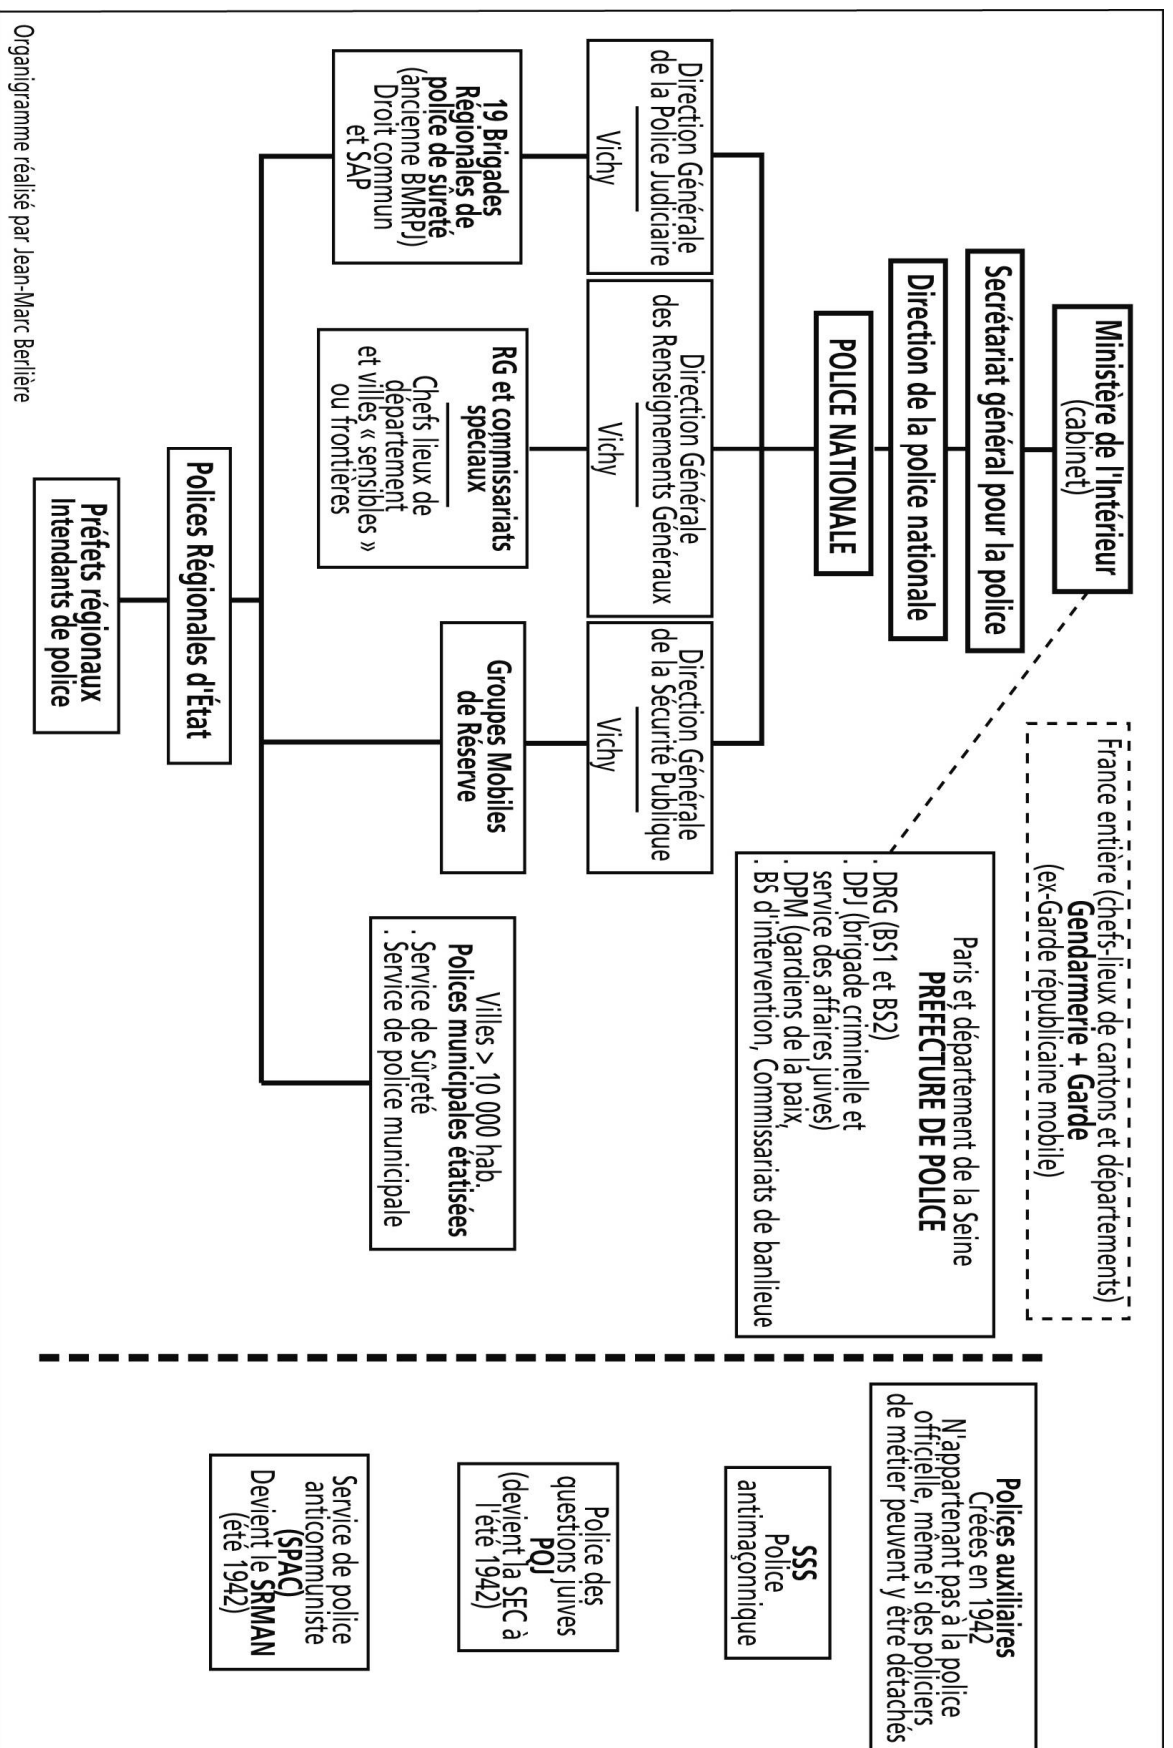 Ministère de l'Intérieur
(cabinet)
Secrétariat général pour la police
Direction de la police nationale
POLICE NATIONALE
France entière (chefs-lieux de cantons et départements)
Gendarmerie + Garde
(ex-Garde républicaine mobile)
Paris et département de la Seine
PRÉFECTURE DE POLICE
. DRG (BS1 et BS2)
. DPJ (brigade criminelle et
service des affaires juives)
. DPM (gardiens de la paix,
. BS d'intervention, Commissariats de banlieue
Direction Générale
de la Police Judiciaire
Vichy
Direction Générale
des Renseignements Généraux
Vichy
Direction Générale
de la Sécurité Publique
Vichy
19 Brigades
Régionales de
police de sûreté
(ancienne BMRPJ)
Droit commun
et SAP
RG et commissariats
spéciaux
Chefs lieux de
département
et villes « sensibles »
ou frontières
Groupes Mobiles
de Réserve
Villes > 10 000 hab.
Polices municipales étatisées
. Service de Sûreté
. Service de police municipale
Polices Régionales d'État
Préfets régionaux
Intendants de police
Polices auxiliaires
Créées en 1942
N'appartenant pas à la police
officielle, même si des policiers
de métier peuvent y être détachés
SSS
Police
antimaçonnique
Police des
questions juives
PQJ
(devient la SEC à
l'été 1942)
Service de police
anticommuniste
(SPAC)
Devient le SRMAN
(été 1942)
Organigramme réalisé par Jean-Marc Berlière